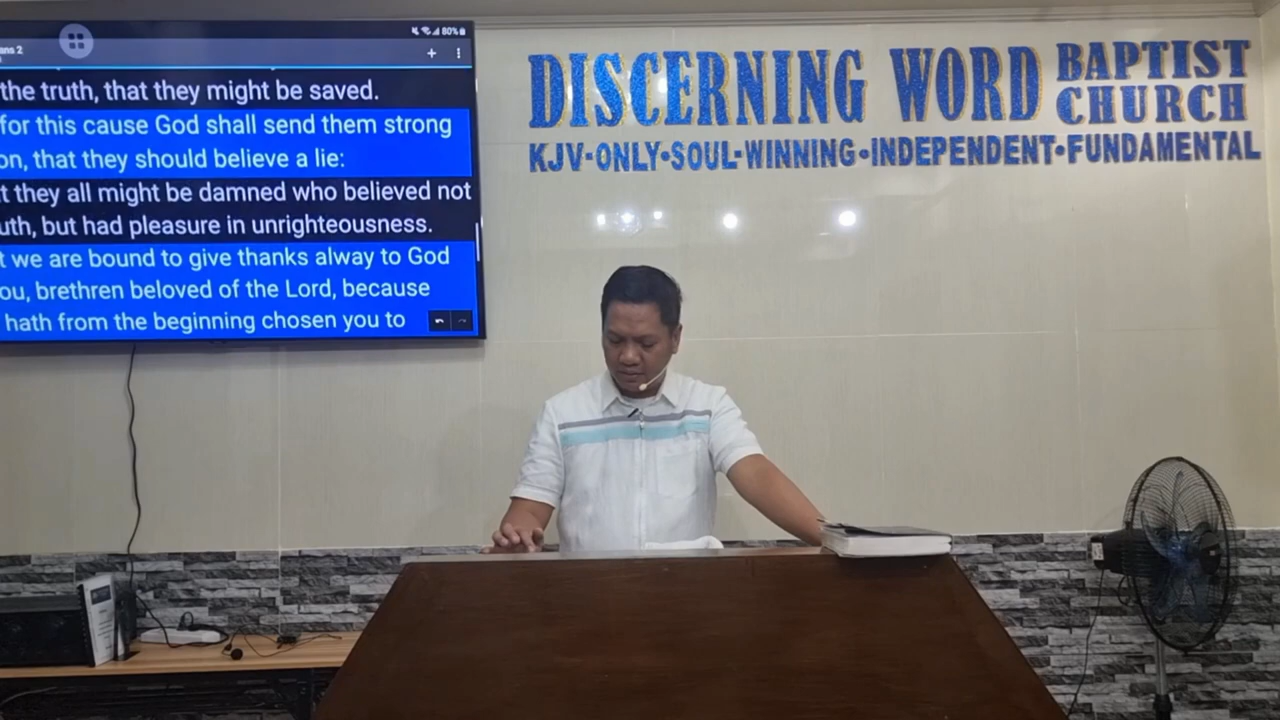 80%
ans 2
the truth, that they might be saved.
for this cause God shall send them strong
on, that they should believe a lie:
t they all might be damned who believed not
uth, but had pleasure in unrighteousness.
t we are bound to give thanks alway to God
ou, brethren beloved of the Lord, because
hath from the beginning chosen you to
DISCERNING WORD BAPTIST CHURCH
KJV-ONLY•SOUL-WINNING•INDEPENDENT•FUNDAMENTAL